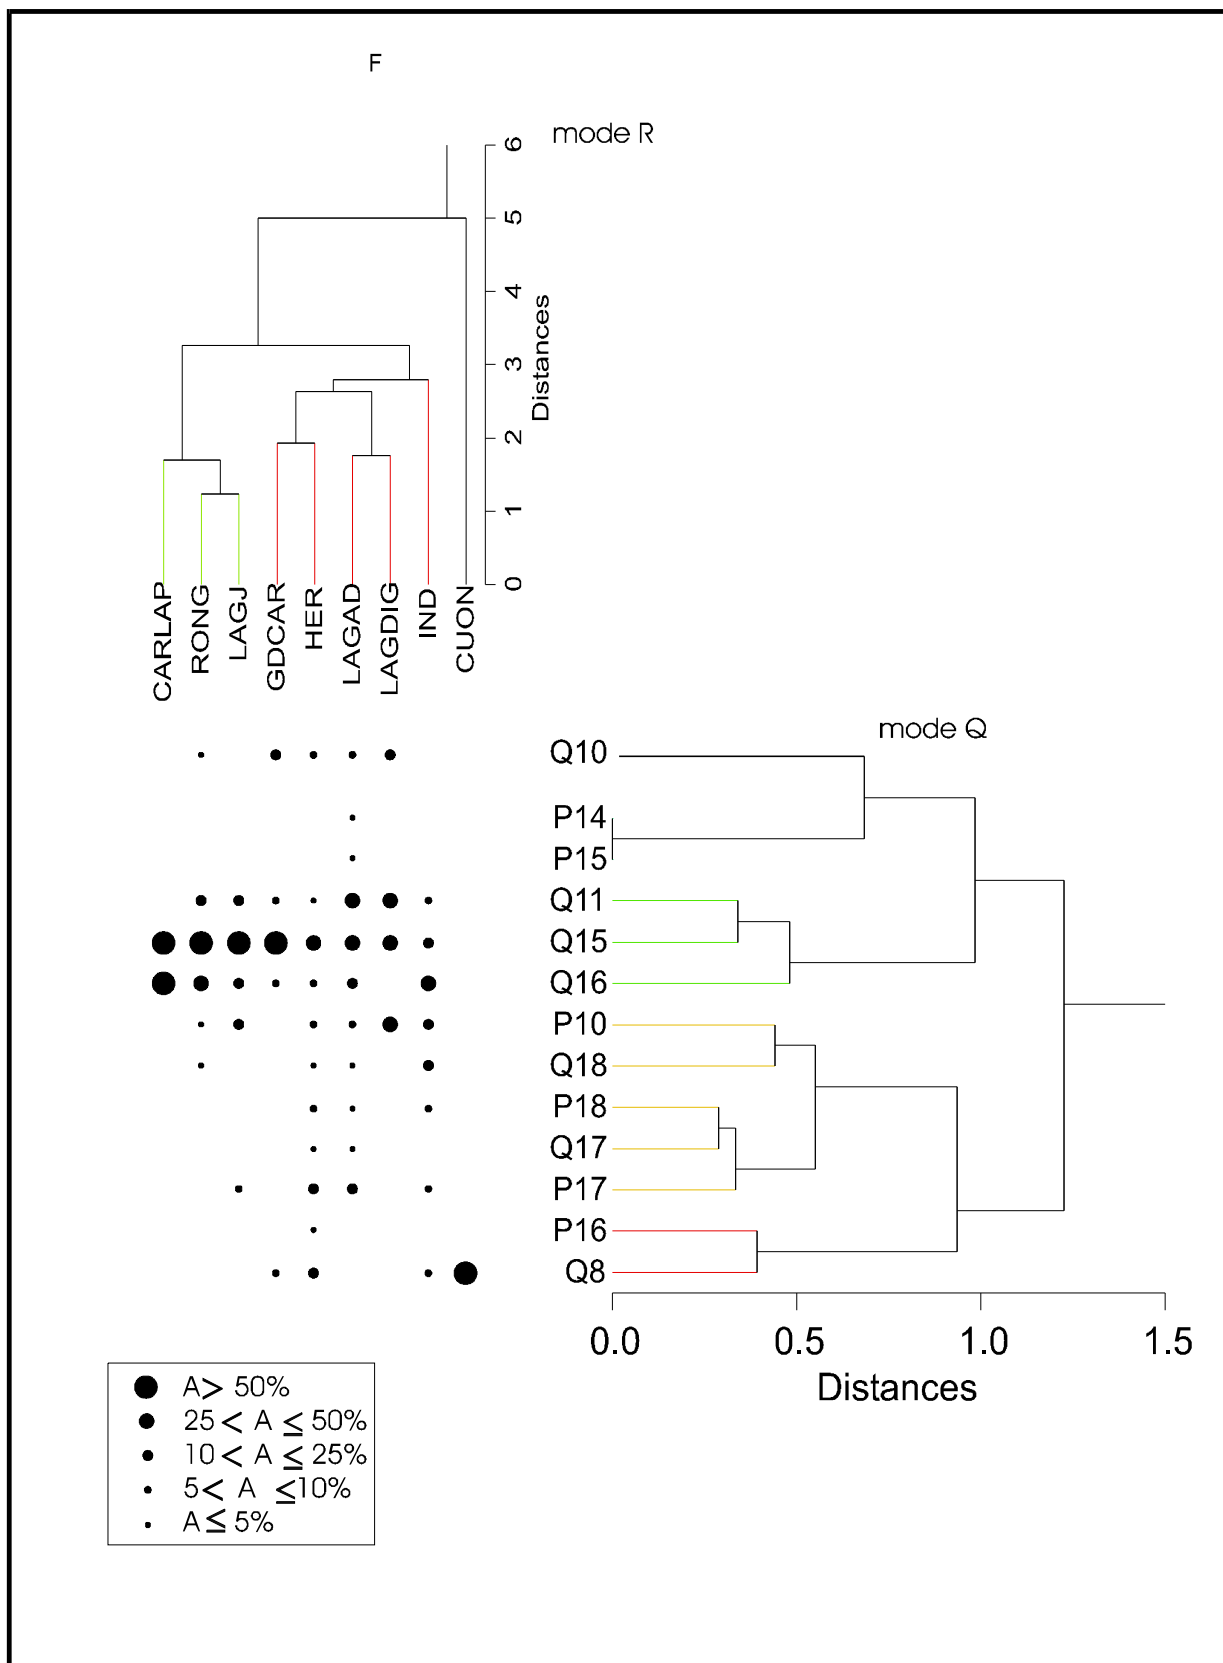 F
mode R
6
5
4
3
2
1
0
Distances
CARLAP
RONG
LAGJ
GDCAR
HER
LAGAD
LAGDIG
IND
CUON
mode Q
Q10
P14
P15
Q11
Q15
Q16
P10
Q18
P18
Q17
P17
P16
Q8
0.0 0.5 1.0 1.5
Distances
A> 50%
25 < A ≤ 50%
10 < A ≤ 25%
5 < A ≤10%
A ≤ 5%